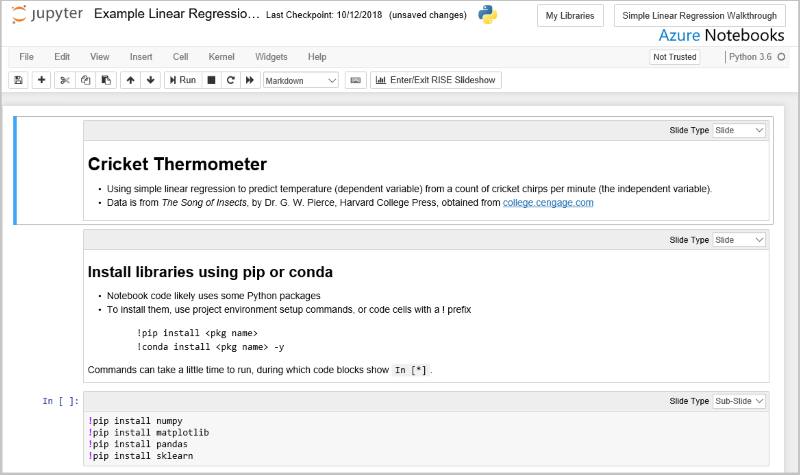 jupyter Example Linear Regressio... Last Checkpoint: 10/12/2018 (unsaved changes) My Libraries Simple Linear Regression Walkthrough
Azure Notebooks
File Edit View Insert Cell Kernel Widgets Help Not Trusted Python 3.6
Run Markdown Enter/Exit RISE Slideshow
Slide Type Slide
Cricket Thermometer
• Using simple linear regression to predict temperature (dependent variable) from a count of cricket chirps per minute (the independent variable).
• Data is from The Song of Insects, by Dr. G. W. Pierce, Harvard College Press, obtained from college.cengage.com
Slide Type Slide
Install libraries using pip or conda
• Notebook code likely uses some Python packages
• To install them, use project environment setup commands, or code cells with a ! prefix
!pip install <pkg name>
!conda install <pkg name> -y
Commands can take a little time to run, during which code blocks show In [*].
In [ ]: Slide Type Sub-Slide
!pip install numpy
!pip install matplotlib
!pip install pandas
!pip install sklearn